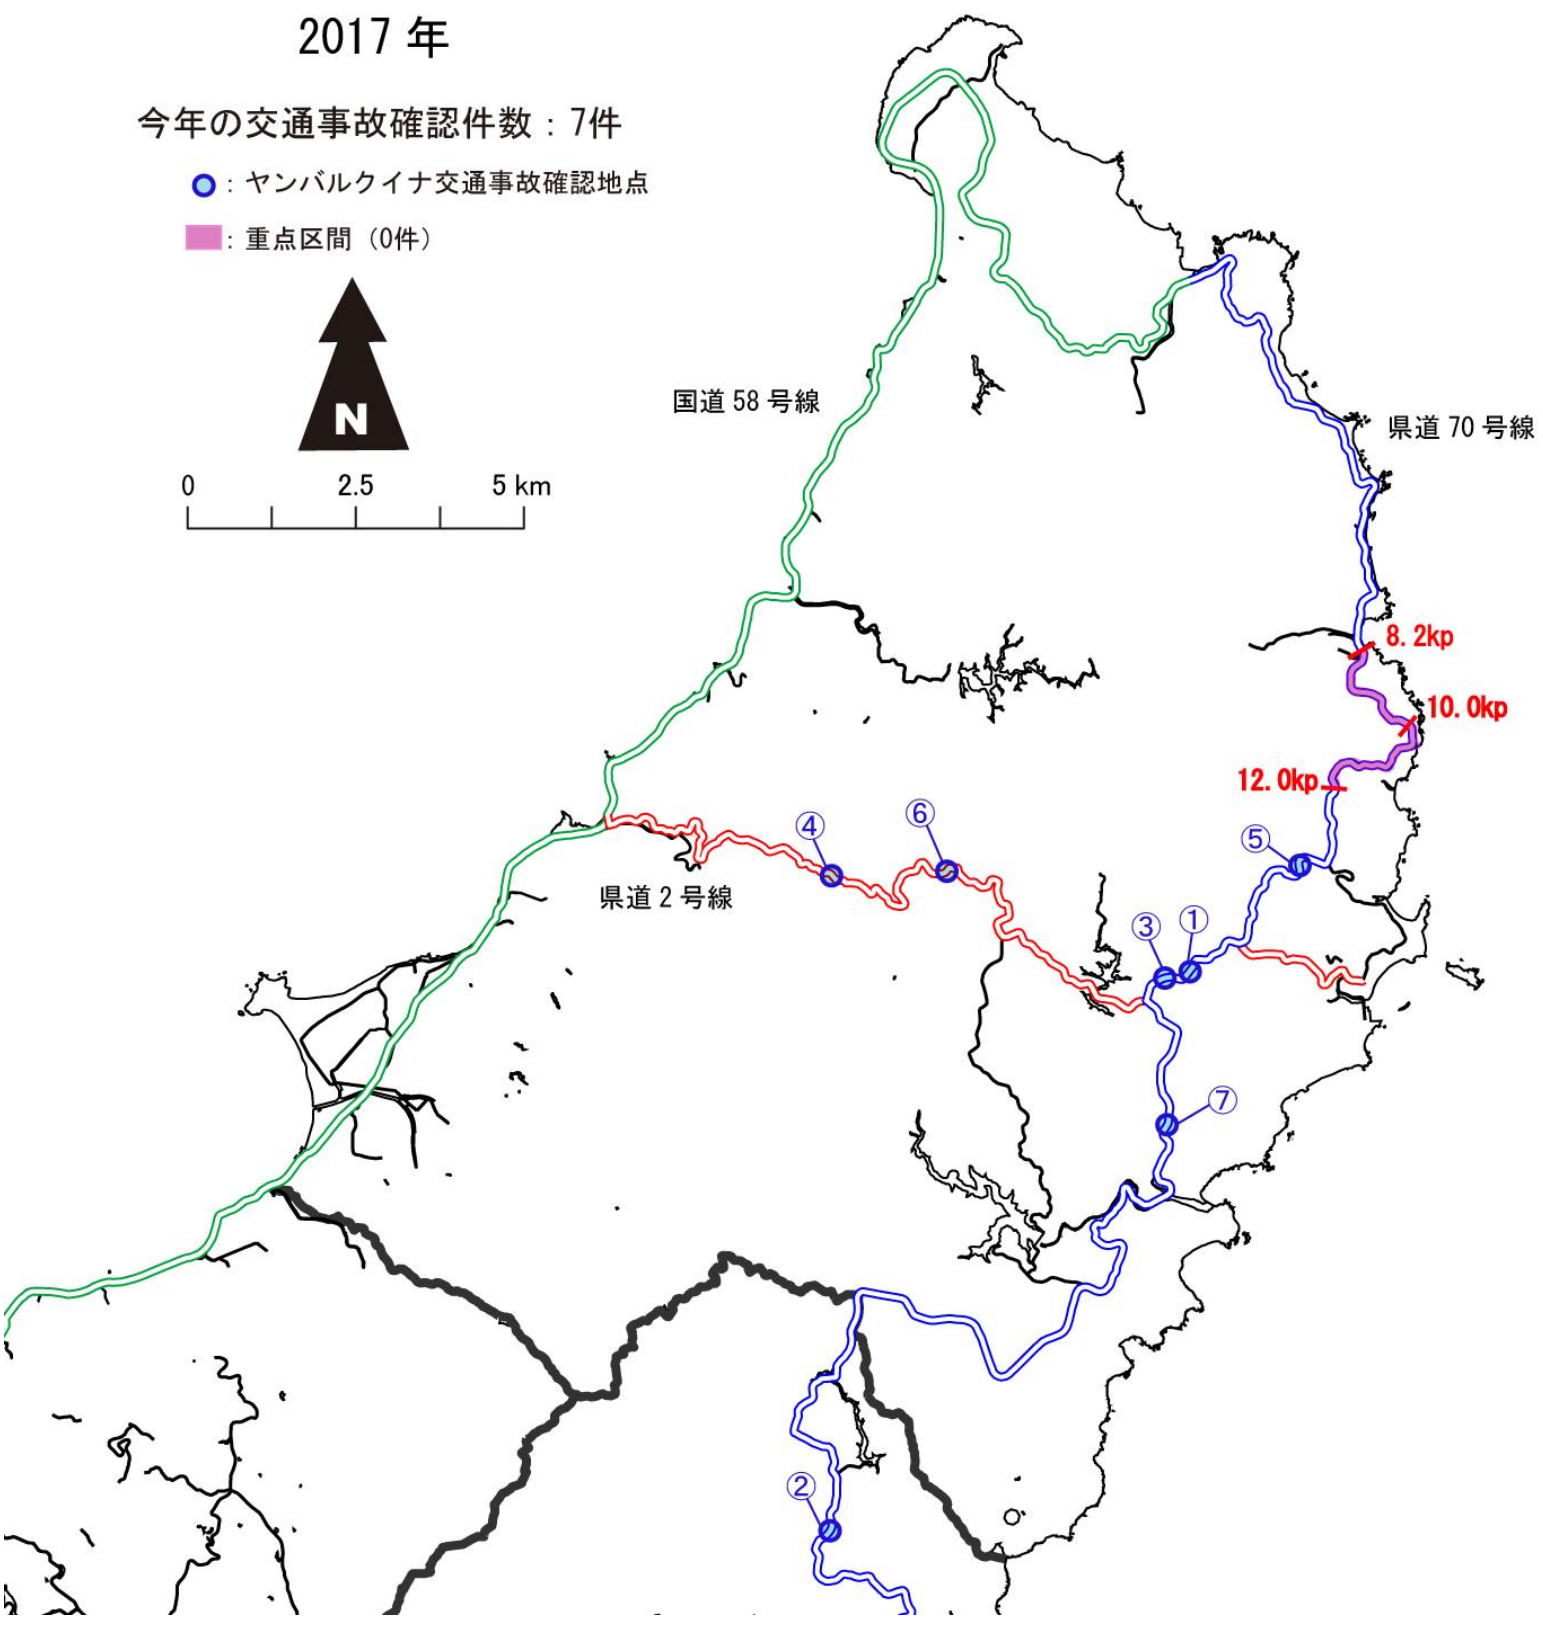 2017 年
今年の交通事故確認件数：7件
：ヤンバルクイナ交通事故確認地点
：重点区間（0件）
N
0 2.5 5 km
国道 58 号線
県道 70 号線
8.2kp
10.0kp
12.0kp
④
⑥
⑤
県道 2 号線
③
①
⑦
②